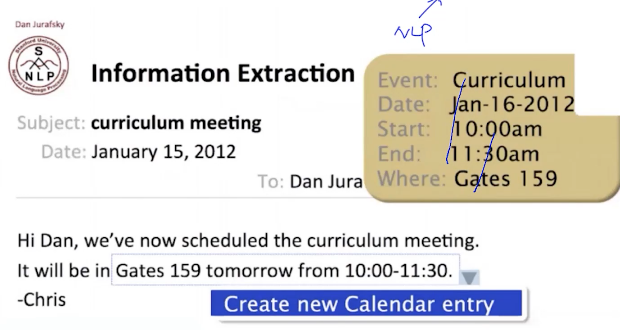 Dan Jurafsky
NLP
Stanford University
S
NLP
Natural Language Processing
Information Extraction
Event: Curriculum
Date: Jan-16-2012
Start: 10:00am
End: 11:30am
Where: Gates 159
Subject: curriculum meeting
Date: January 15, 2012
To: Dan Jura
Hi Dan, we've now scheduled the curriculum meeting.
It will be in Gates 159 tomorrow from 10:00-11:30.
-Chris
Create new Calendar entry